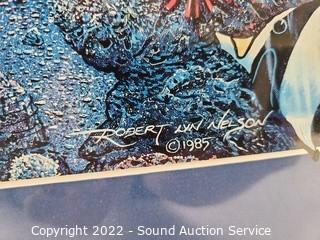 ROBERT LYN NELSON
©1985
Copyright 2022 - Sound Auction Service